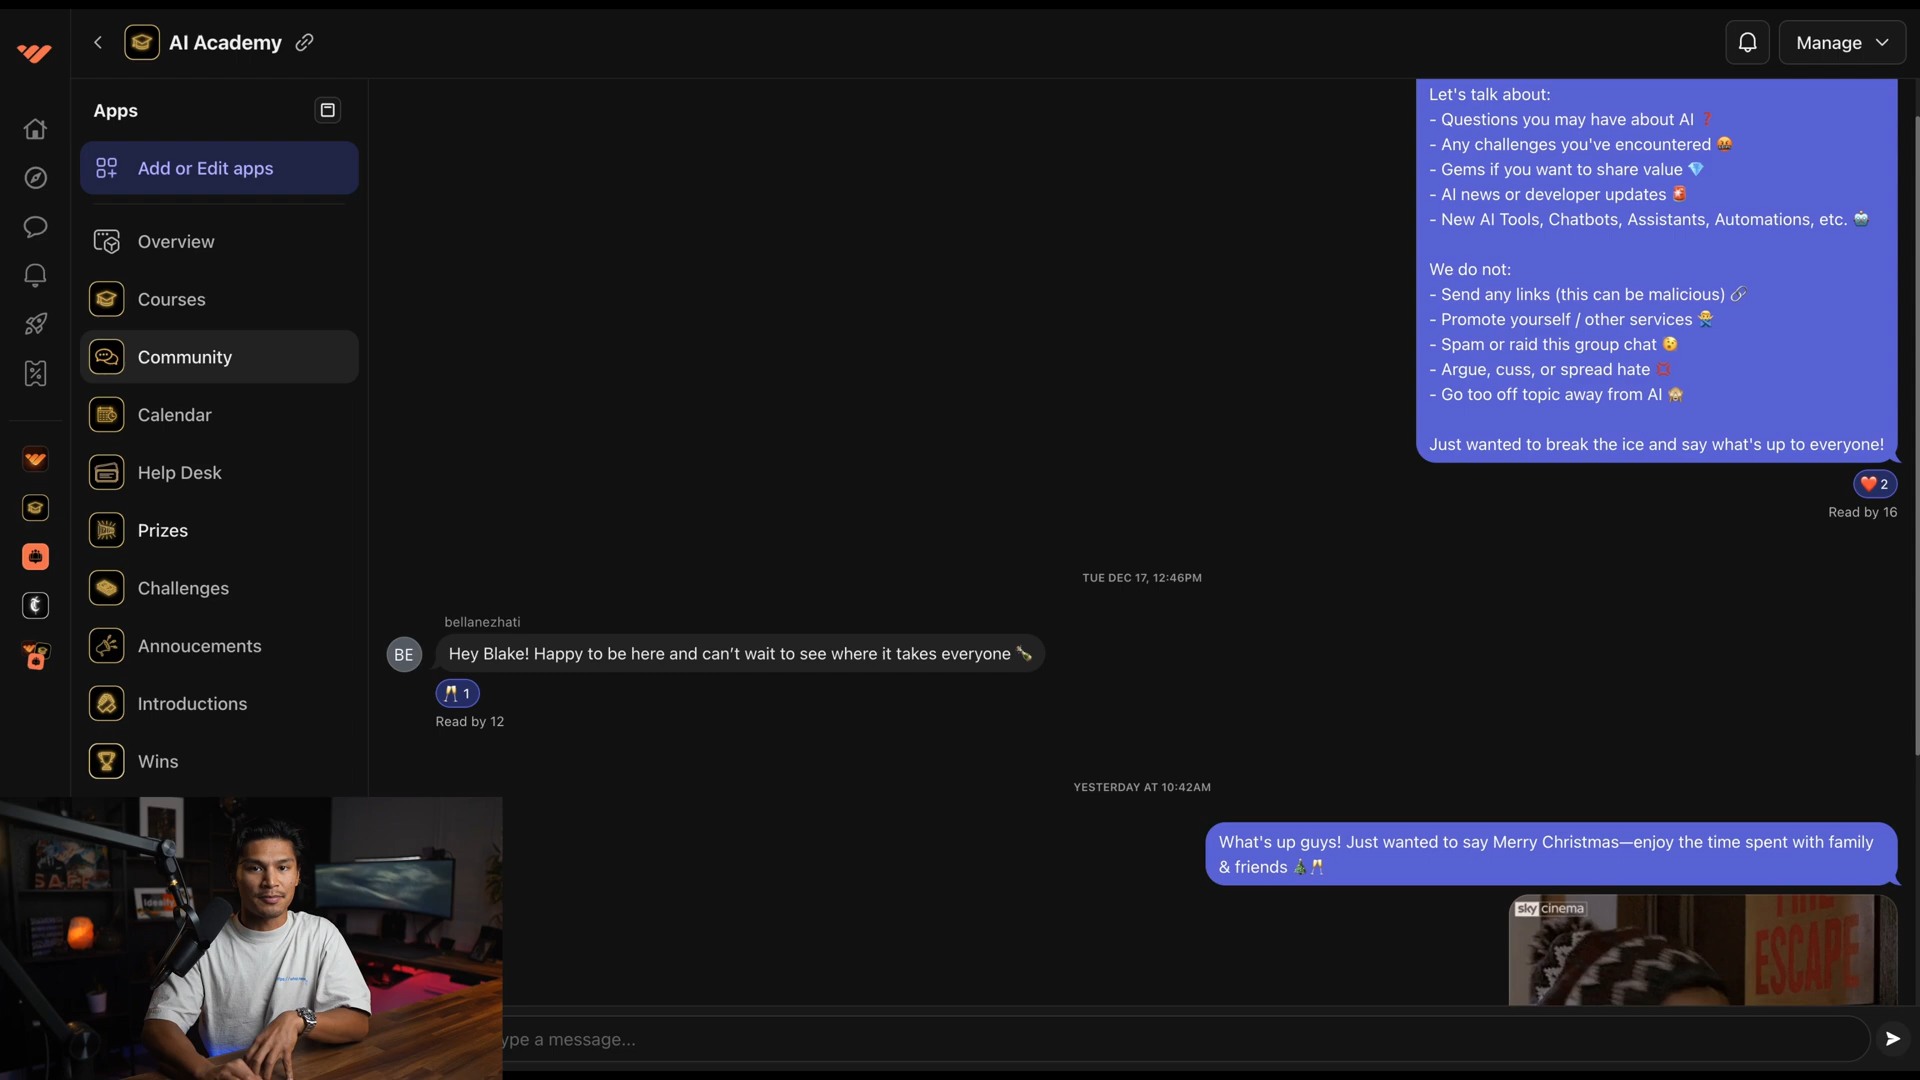 AI Academy
Manage
Apps
Add or Edit apps
Overview
Courses
Community
Calendar
Help Desk
Prizes
Challenges
Annoucements
Introductions
Wins
Let's talk about:
- Questions you may have about AI ❓
- Any challenges you've encountered 🤬
- Gems if you want to share value 💎
- AI news or developer updates 🚨
- New AI Tools, Chatbots, Assistants, Automations, etc. 🤖
We do not:
- Send any links (this can be malicious) 🔗
- Promote yourself / other services 🙅‍♂️
- Spam or raid this group chat 😯
- Argue, cuss, or spread hate 💢
- Go too off topic away from AI 🙈
Just wanted to break the ice and say what's up to everyone!
❤️ 2
Read by 16
TUE DEC 17, 12:46PM
bellanezhati
BE
Hey Blake! Happy to be here and can’t wait to see where it takes everyone 🍾
🥂 1
Read by 12
YESTERDAY AT 10:42AM
What's up guys! Just wanted to say Merry Christmas—enjoy the time spent with family
& friends 🎄🥂
sky cinema
ESCAPE
ype a message...